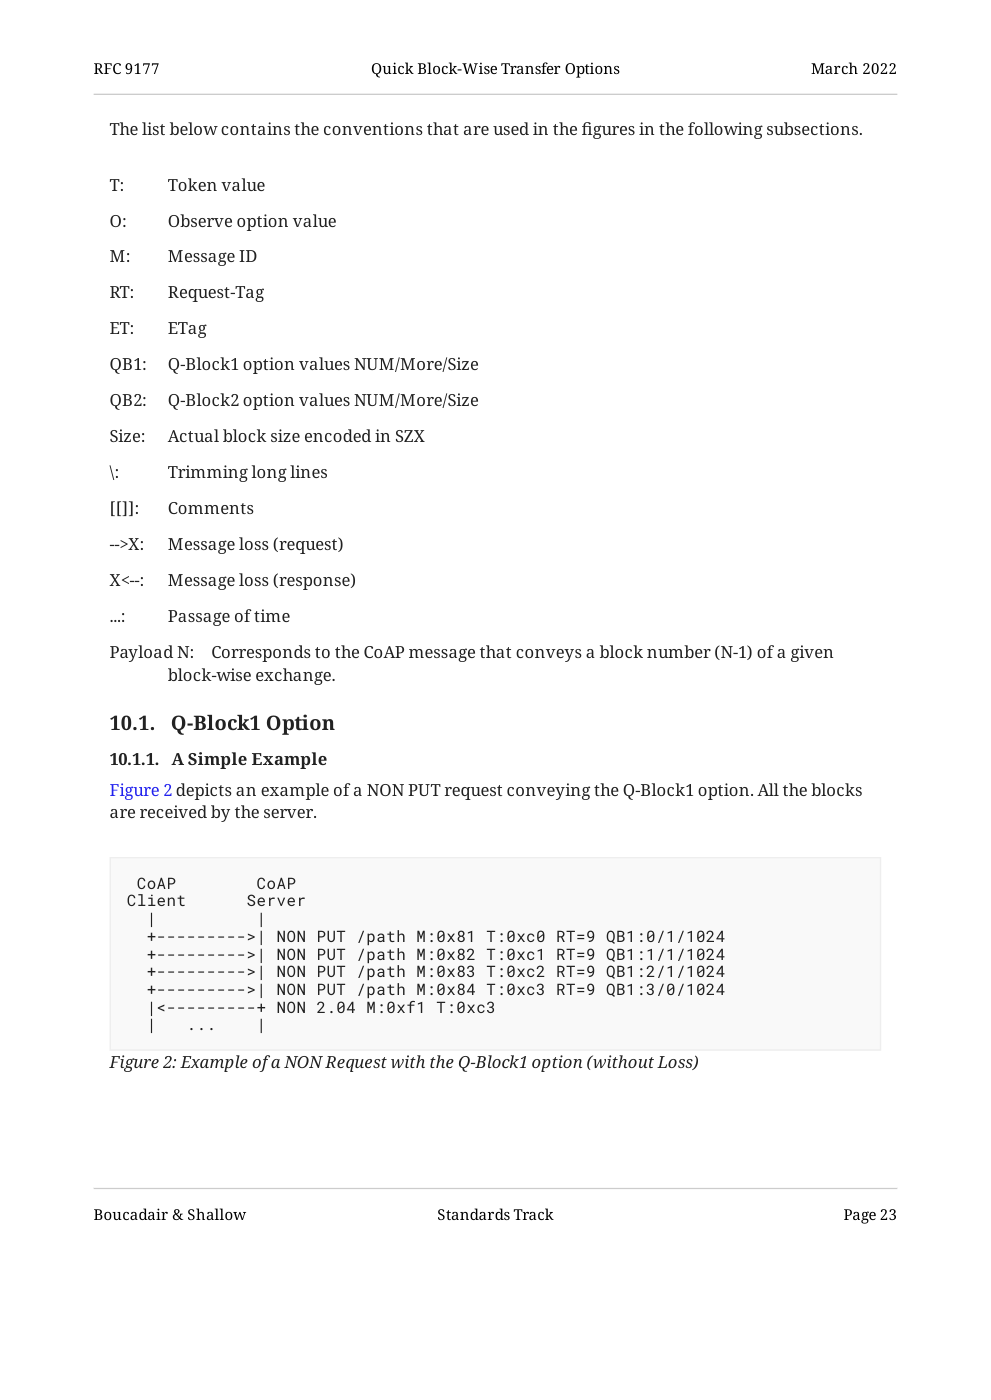 RFC 9177 Quick Block-Wise Transfer Options March 2022
The list below contains the conventions that are used in the figures in the following subsections.
T: Token value
O: Observe option value
M: Message ID
RT: Request-Tag
ET: ETag
QB1: Q-Block1 option values NUM/More/Size
QB2: Q-Block2 option values NUM/More/Size
Size: Actual block size encoded in SZX
\: Trimming long lines
[[]]: Comments
-->X: Message loss (request)
X<--: Message loss (response)
...: Passage of time
Payload N: Corresponds to the CoAP message that conveys a block number (N-1) of a given
block-wise exchange.
10.1. Q-Block1 Option
10.1.1. A Simple Example
Figure 2 depicts an example of a NON PUT request conveying the Q-Block1 option. All the blocks
are received by the server.
CoAP        CoAP
Client      Server
|          |
+--------->| NON PUT /path M:0x81 T:0xc0 RT=9 QB1:0/1/1024
+--------->| NON PUT /path M:0x82 T:0xc1 RT=9 QB1:1/1/1024
+--------->| NON PUT /path M:0x83 T:0xc2 RT=9 QB1:2/1/1024
+--------->| NON PUT /path M:0x84 T:0xc3 RT=9 QB1:3/0/1024
|<---------+ NON 2.04 M:0xf1 T:0xc3
|   ...    |
Figure 2: Example of a NON Request with the Q-Block1 option (without Loss)
Boucadair & Shallow Standards Track Page 23